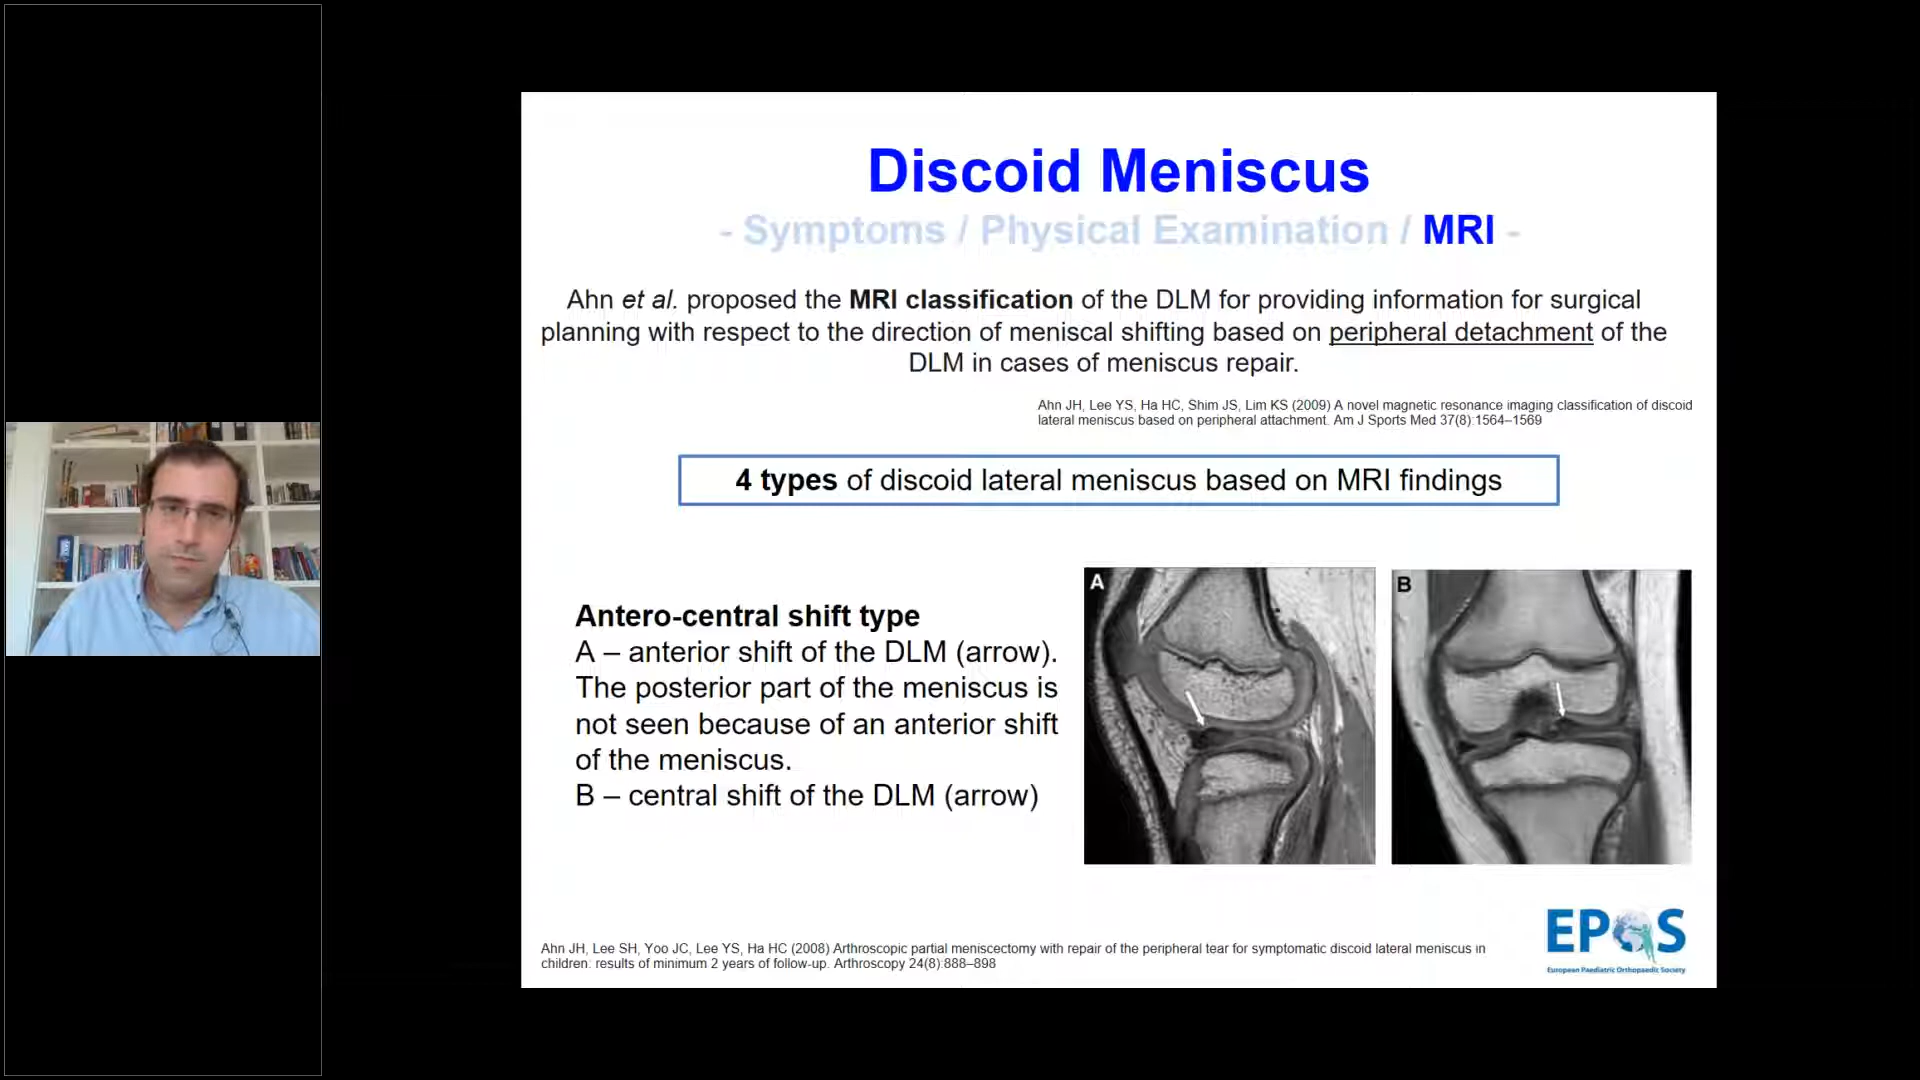 Discoid Meniscus
- Symptoms / Physical Examination / MRI -
Ahn et al. proposed the MRI classification of the DLM for providing information for surgical
planning with respect to the direction of meniscal shifting based on peripheral detachment of the
DLM in cases of meniscus repair.
Ahn JH, Lee YS, Ha HC, Shim JS, Lim KS (2009) A novel magnetic resonance imaging classification of discoid
lateral meniscus based on peripheral attachment. Am J Sports Med 37(8):1564–1569
4 types of discoid lateral meniscus based on MRI findings
Antero-central shift type
A – anterior shift of the DLM (arrow).
The posterior part of the meniscus is
not seen because of an anterior shift
of the meniscus.
B – central shift of the DLM (arrow)
A
B
Ahn JH, Lee SH, Yoo JC, Lee YS, Ha HC (2008) Arthroscopic partial meniscectomy with repair of the peripheral tear for symptomatic discoid lateral meniscus in
children: results of minimum 2 years of follow-up. Arthroscopy 24(8):888–898
EPOS
European Paediatric Orthopaedic Society